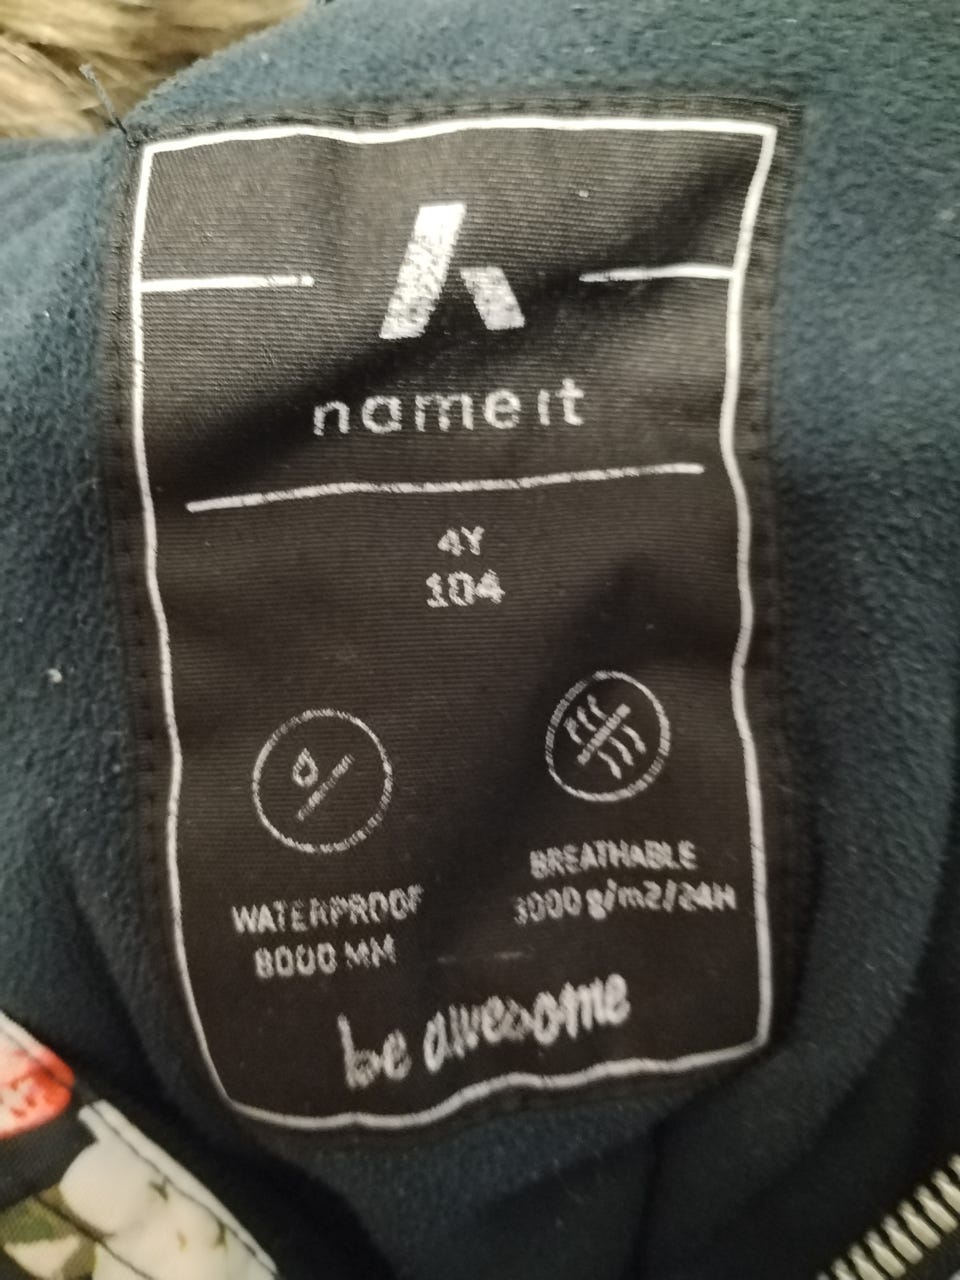 name it
4Y
104
BREATHABLE
3000 g/m2/24H
WATERPROOF
8000 MM
be awesome